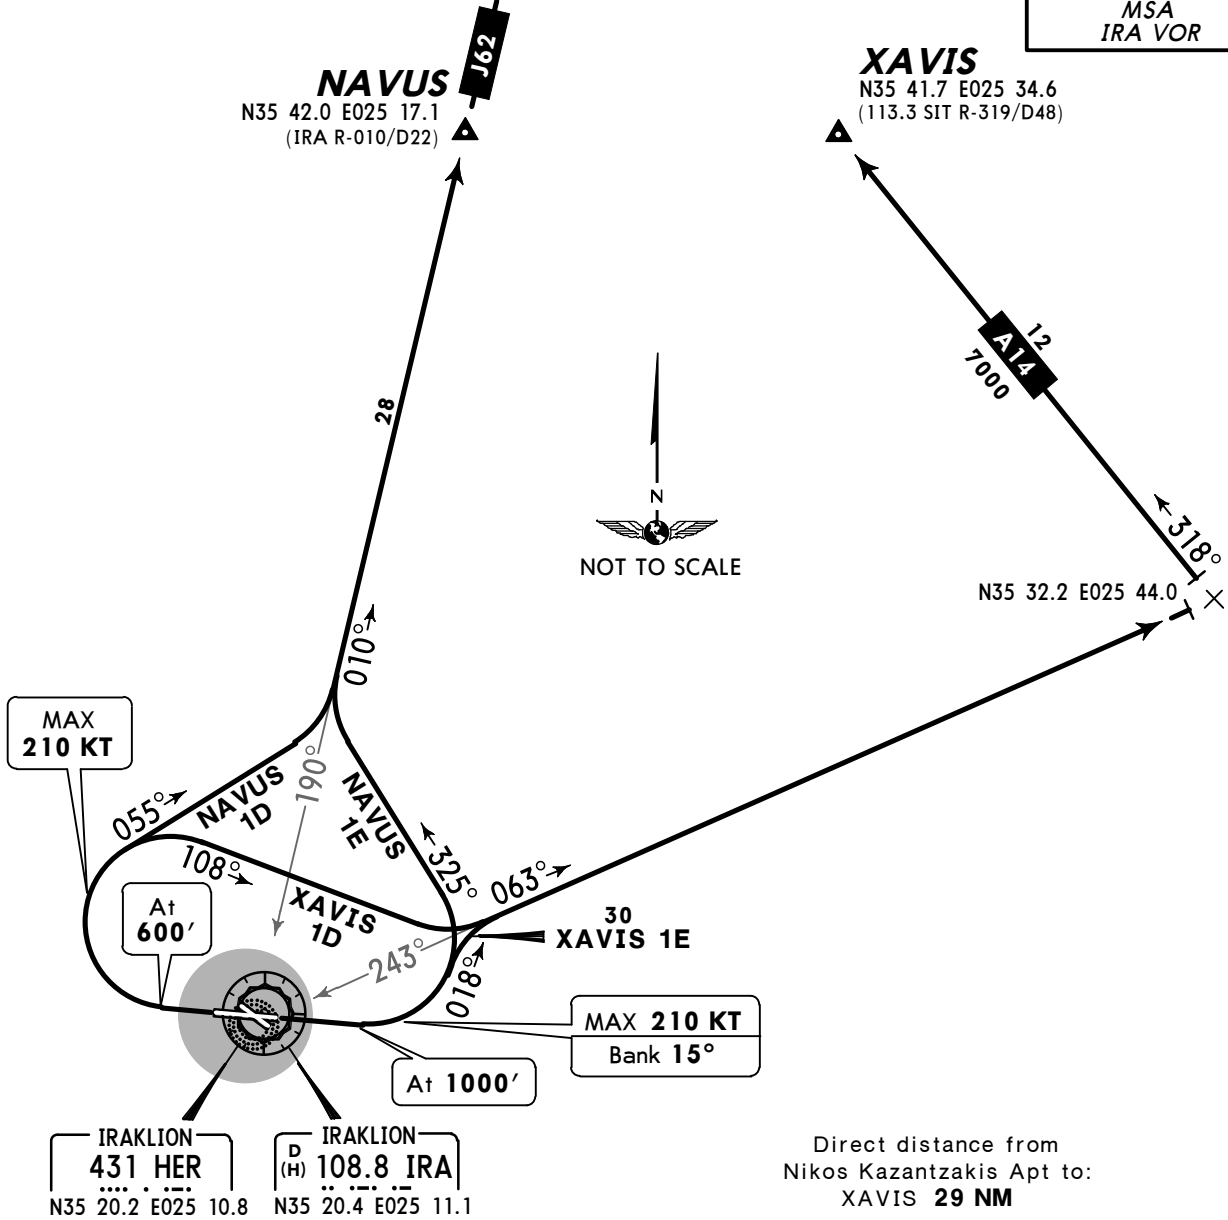 MSA
IRA VOR
J62
NAVUS
N35 42.0 E025 17.1
(IRA R-010/D22)
XAVIS
N35 41.7 E025 34.6
(113.3 SIT R-319/D48)
28
12
A14
7000
N
NOT TO SCALE
318°
N35 32.2 E025 44.0
010°
MAX
210 KT
190°
055°
NAVUS
1D
NAVUS
1E
108°
325°
063°
XAVIS
1D
At
600'
30
XAVIS 1E
243°
018°
MAX 210 KT
Bank 15°
At 1000'
IRAKLION
431 HER
N35 20.2 E025 10.8
IRAKLION
D
(H) 108.8 IRA
N35 20.4 E025 11.1
Direct distance from
Nikos Kazantzakis Apt to:
XAVIS 29 NM